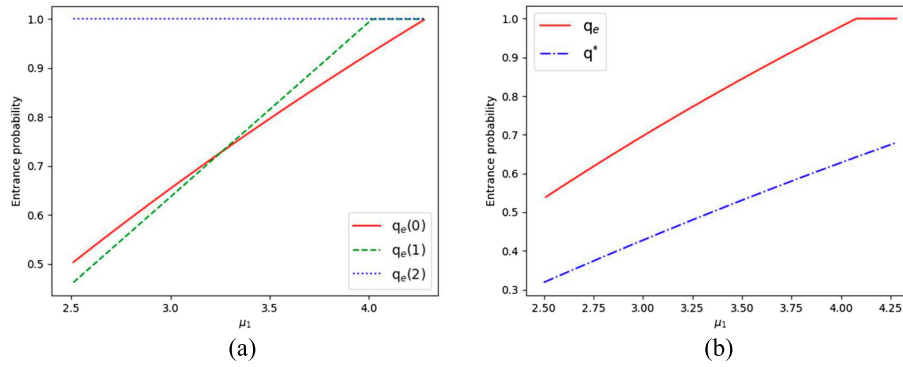 1.0
0.9
0.8
0.7
0.6
0.5
Entrance probability
q_e(0)
q_e(1)
q_e(2)
2.5 3.0 3.5 4.0
μ₁
(a)
1.0
0.9
0.8
0.7
0.6
0.5
0.4
0.3
Entrance probability
q_e
q*
2.50 2.75 3.00 3.25 3.50 3.75 4.00 4.25
μ₁
(b)